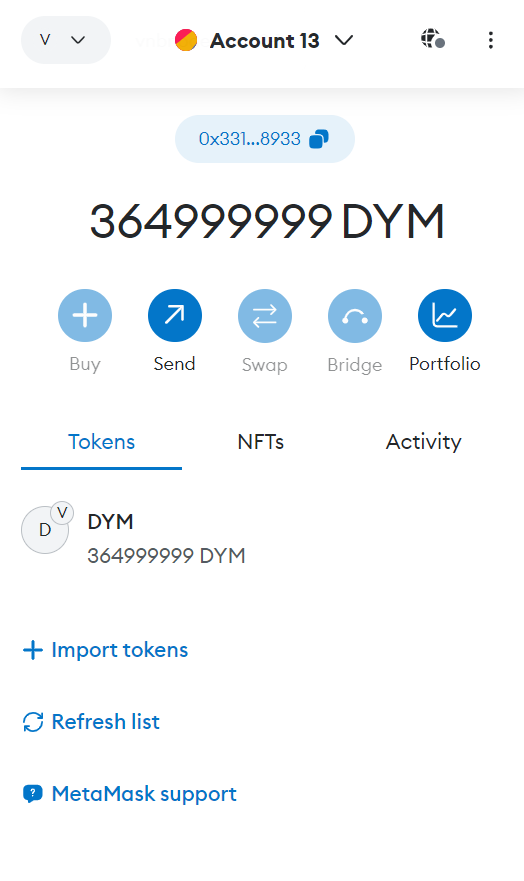 V
Account 13
0x331...8933
364999999 DYM
Buy
Send
Swap
Bridge
Portfolio
Tokens
NFTs
Activity
D
V
DYM
364999999 DYM
Import tokens
Refresh list
MetaMask support